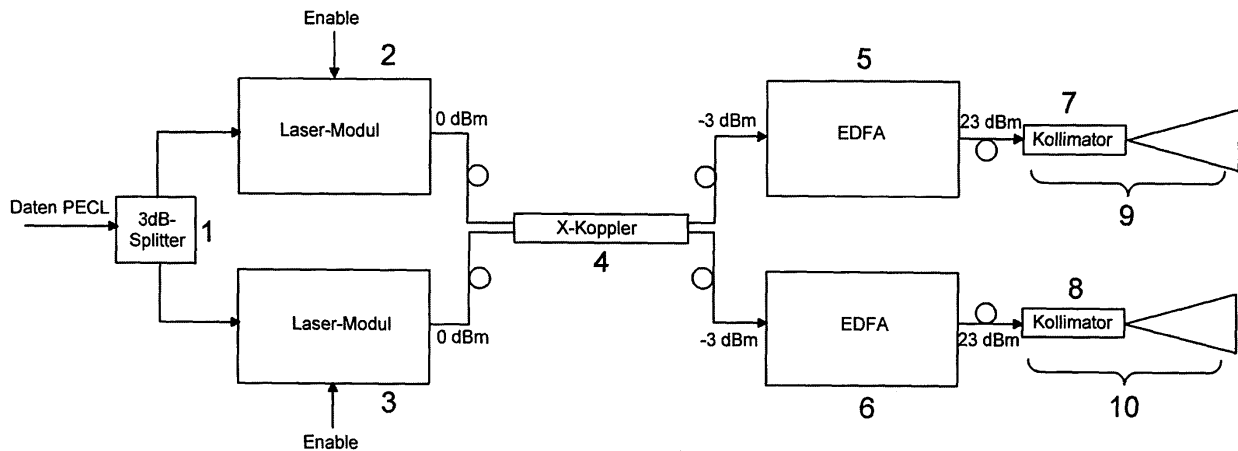 Enable
2
Laser-Modul
0 dBm
5
-3 dBm
EDFA
23 dBm
7
Kollimator
9
Daten PECL
3dB-
Splitter
1
X-Koppler
4
Laser-Modul
0 dBm
3
Enable
-3 dBm
EDFA
23 dBm
6
8
Kollimator
10